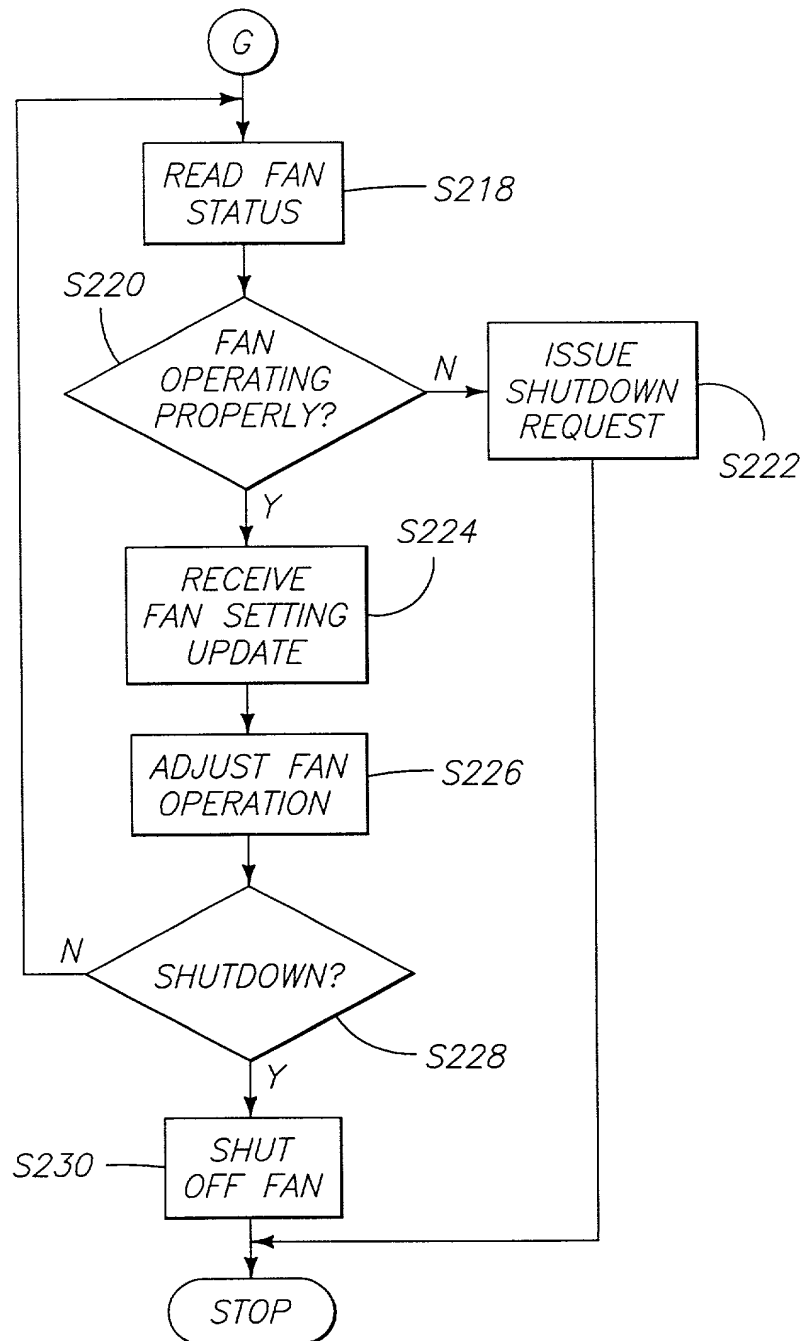 G
READ FAN
STATUS
S218
S220
FAN
OPERATING
PROPERLY?
N
ISSUE
SHUTDOWN
REQUEST
S222
Y
S224
RECEIVE
FAN SETTING
UPDATE
ADJUST FAN
OPERATION
S226
N
SHUTDOWN?
S228
Y
S230
SHUT
OFF FAN
STOP